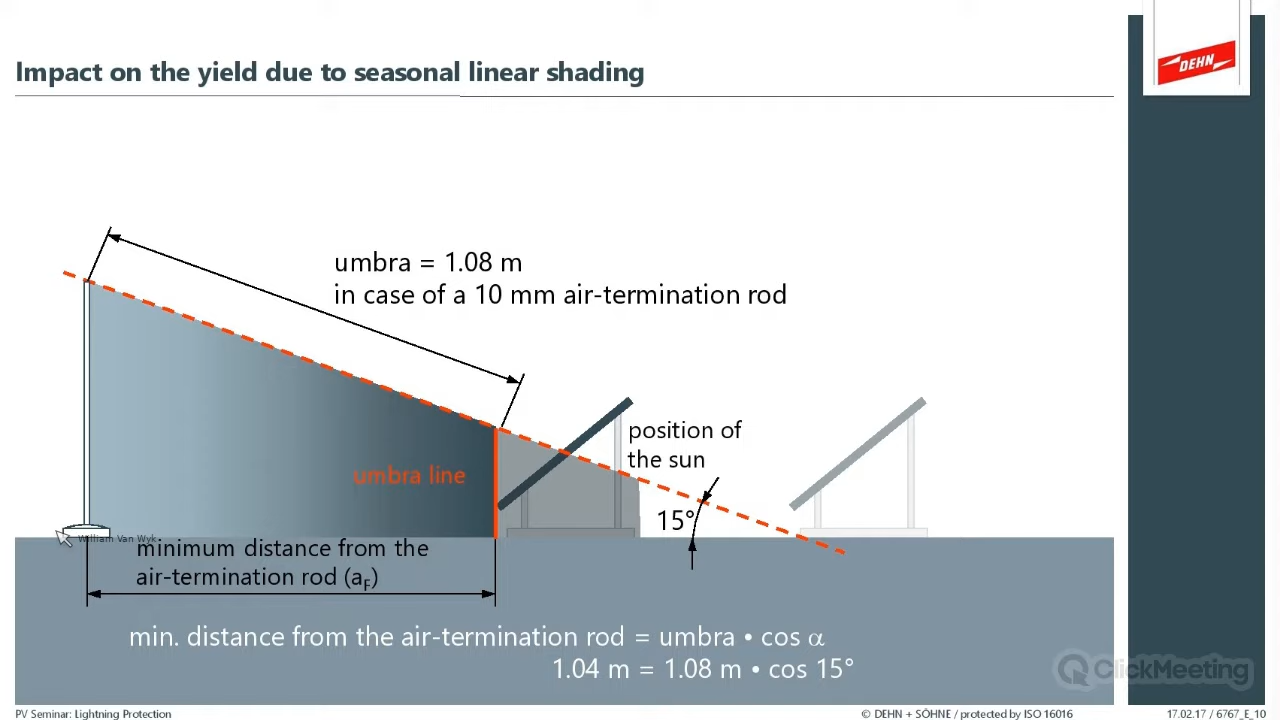 Impact on the yield due to seasonal linear shading
DEHN
umbra = 1.08 m
in case of a 10 mm air-termination rod
position of
the sun
umbra line
15°
William Van Wyk
minimum distance from the
air-termination rod (aF)
min. distance from the air-termination rod = umbra • cos α
1.04 m = 1.08 m • cos 15°
ClickMeeting
PV Seminar: Lightning Protection
© DEHN + SÖHNE / protected by ISO 16016
17.02.17 / 6767_E_10